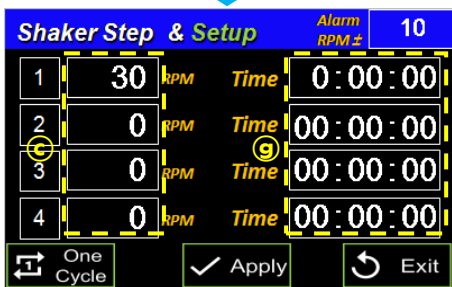 Shaker Step & Setup Alarm RPM± 10
1 30 RPM Time 0:00:00
2 0 RPM Time 00:00:00
ⓒ ⓖ
3 0 RPM Time 00:00:00
4 0 RPM Time 00:00:00
1 One Cycle Apply Exit